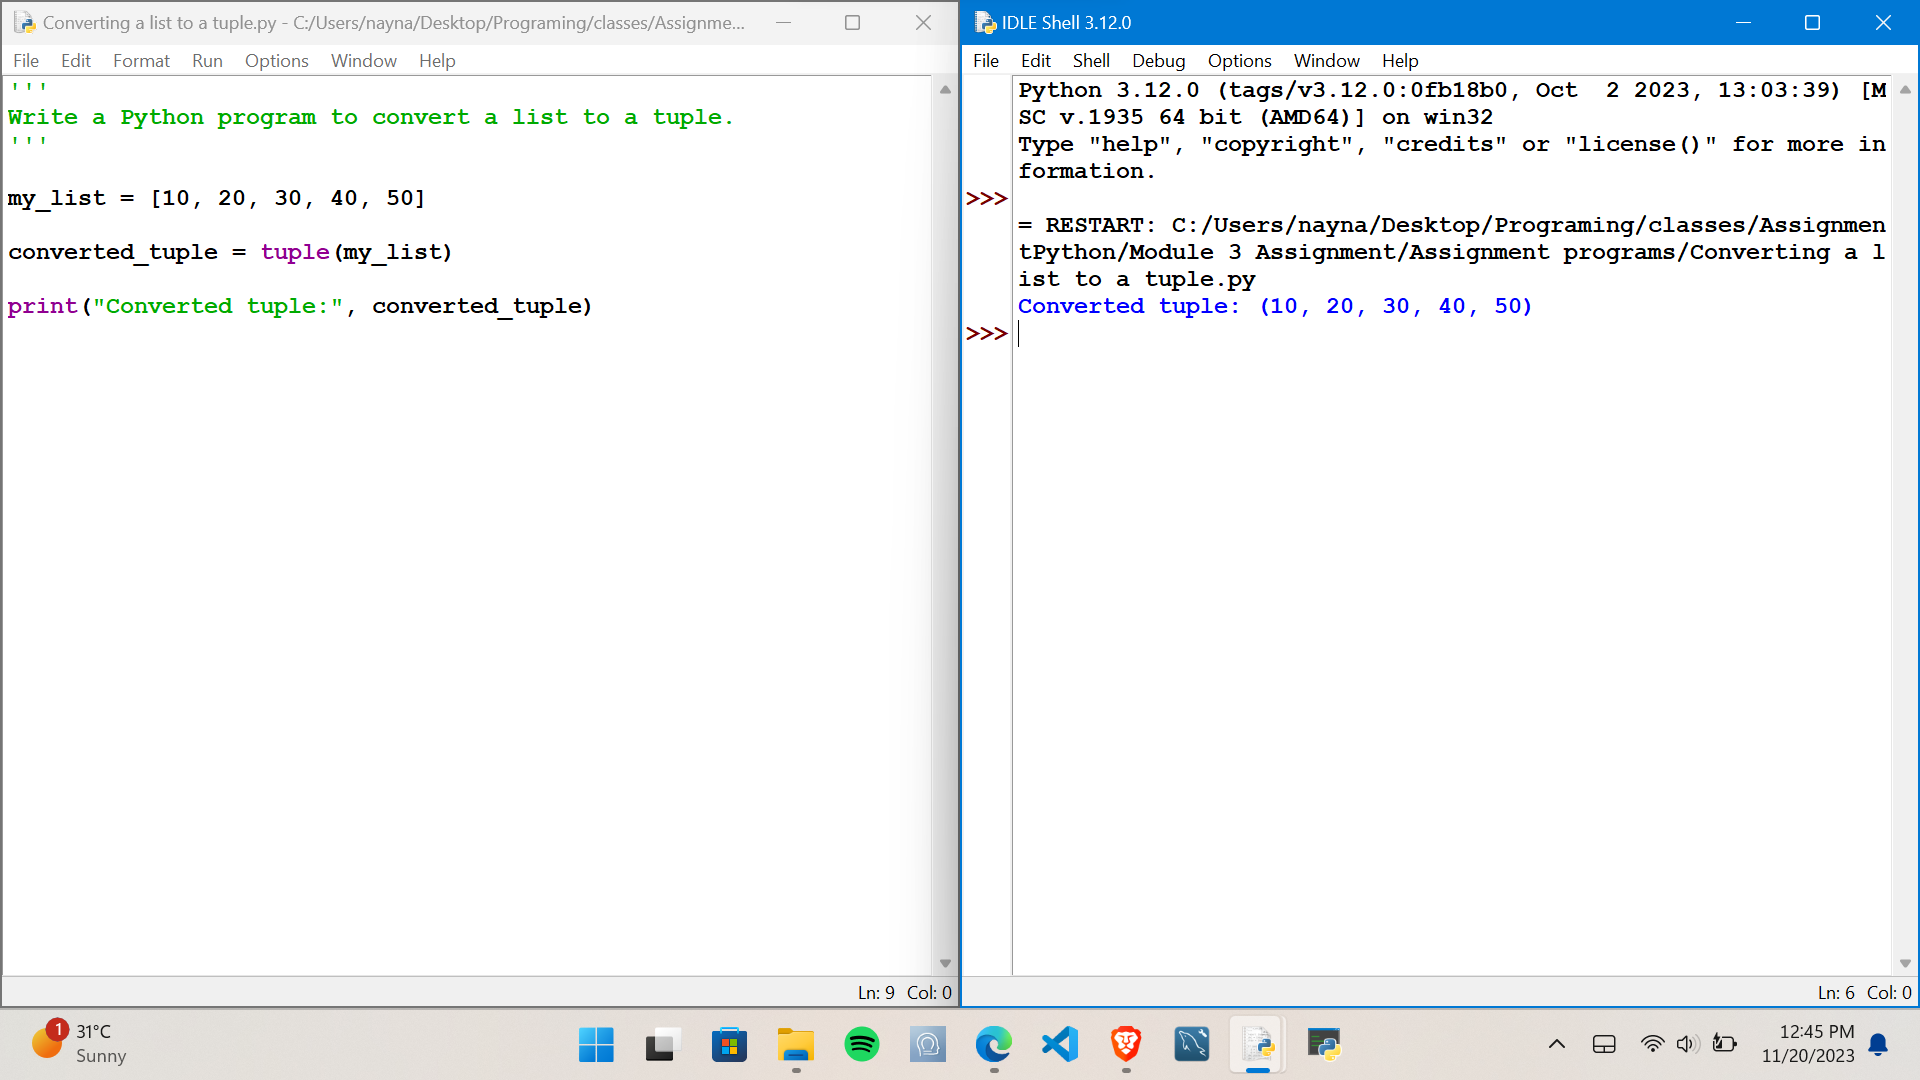 Converting a list to a tuple.py - C:/Users/nayna/Desktop/Programing/classes/Assignme...
File Edit Format Run Options Window Help
'''
Write a Python program to convert a list to a tuple.
'''
my_list = [10, 20, 30, 40, 50]
converted_tuple = tuple(my_list)
print("Converted tuple:", converted_tuple)
Ln: 9 Col: 0
IDLE Shell 3.12.0
File Edit Shell Debug Options Window Help
Python 3.12.0 (tags/v3.12.0:0fb18b0, Oct  2 2023, 13:03:39) [M
SC v.1935 64 bit (AMD64)] on win32
Type "help", "copyright", "credits" or "license()" for more in
formation.
>>>
= RESTART: C:/Users/nayna/Desktop/Programing/classes/Assignmen
tPython/Module 3 Assignment/Assignment programs/Converting a l
ist to a tuple.py
Converted tuple: (10, 20, 30, 40, 50)
>>>
Ln: 6 Col: 0
1
31°C
Sunny
12:45 PM
11/20/2023